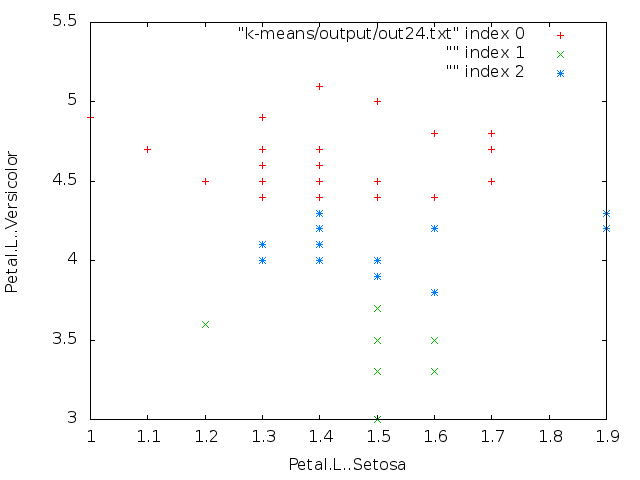 5.5
"k-means/output/out24.txt" index 0
"" index 1
"" index 2
5
4.5
4
3.5
3
Petal.L..Versicolor
1 1.1 1.2 1.3 1.4 1.5 1.6 1.7 1.8 1.9
Petal.L..Setosa